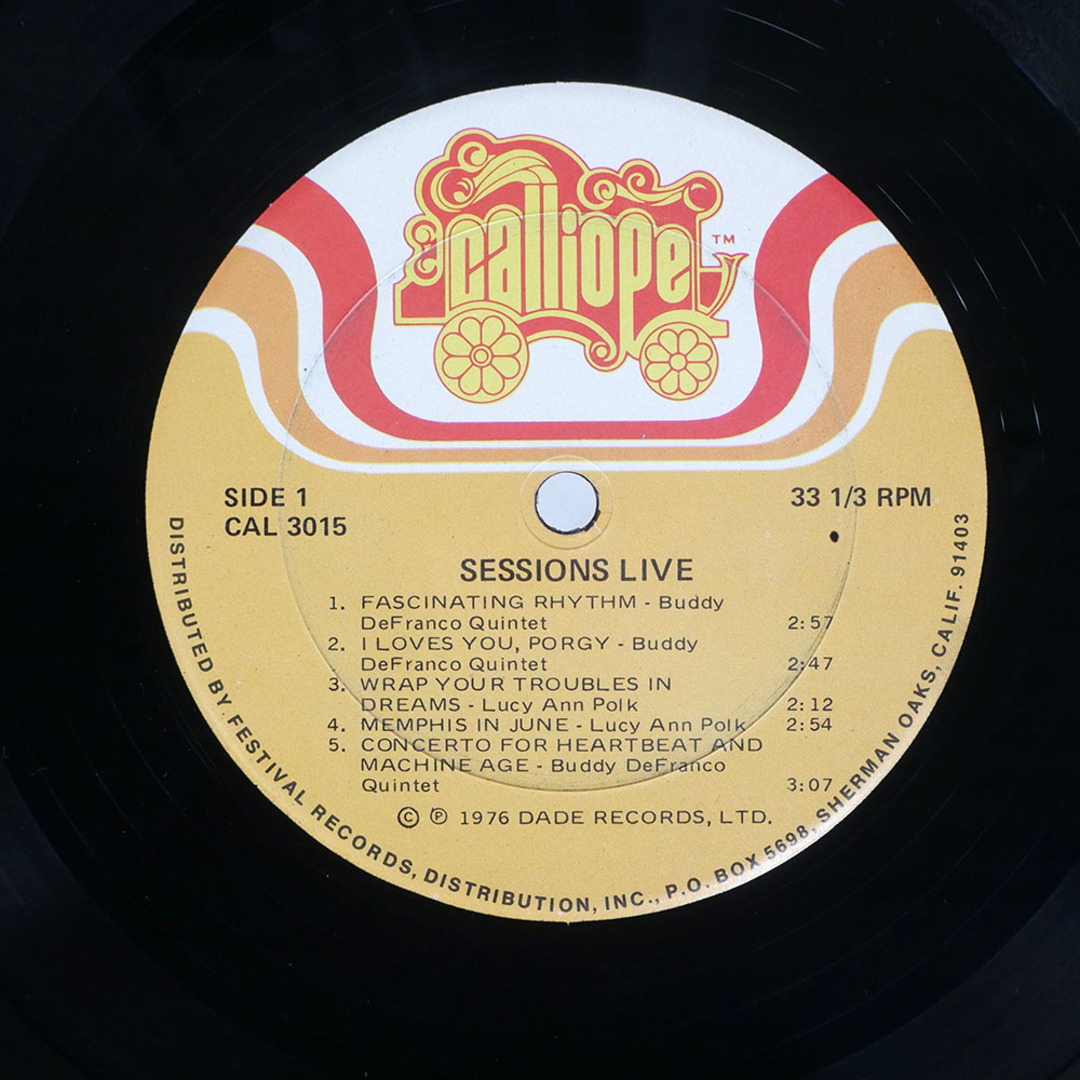 calliope
TM
SIDE 1
33 1/3 RPM
CAL 3015
SESSIONS LIVE
1. FASCINATING RHYTHM - Buddy
DeFranco Quintet 2:57
2. I LOVES YOU, PORGY - Buddy
DeFranco Quintet 2:47
3. WRAP YOUR TROUBLES IN
DREAMS - Lucy Ann Polk 2:12
4. MEMPHIS IN JUNE - Lucy Ann Polk 2:54
5. CONCERTO FOR HEARTBEAT AND
MACHINE AGE - Buddy DeFranco
Quintet 3:07
© ℗ 1976 DADE RECORDS, LTD.
DISTRIBUTED BY FESTIVAL RECORDS, DISTRIBUTION, INC., P.O. BOX 5698, SHERMAN OAKS, CALIF. 91403